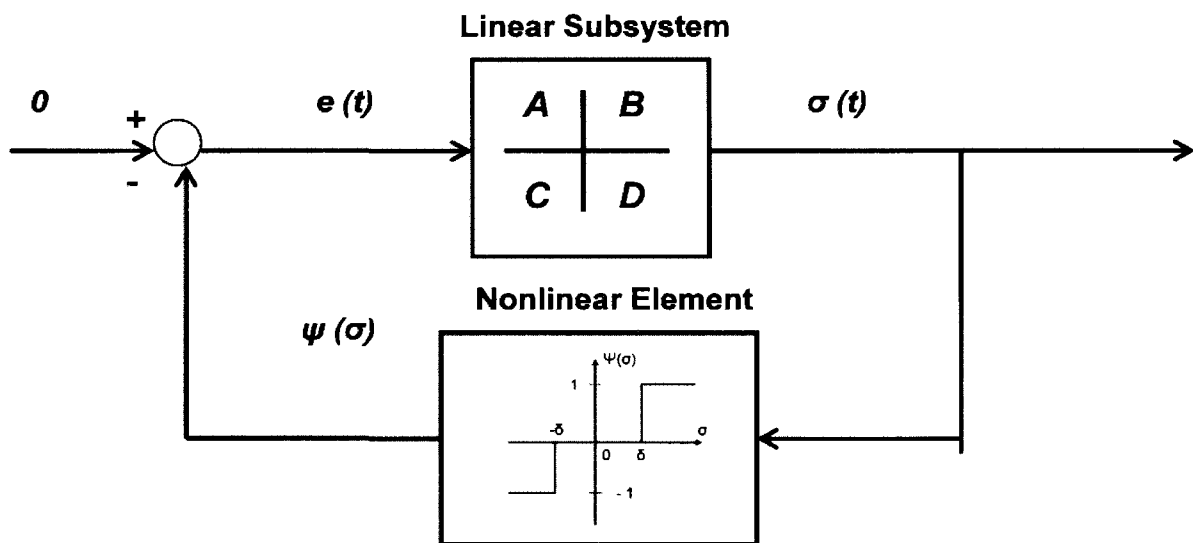 Linear Subsystem
0
+
-
e (t)
A B
C D
σ (t)
Nonlinear Element
ψ (σ)
Ψ(σ)
1
-δ
σ
0
δ
- 1